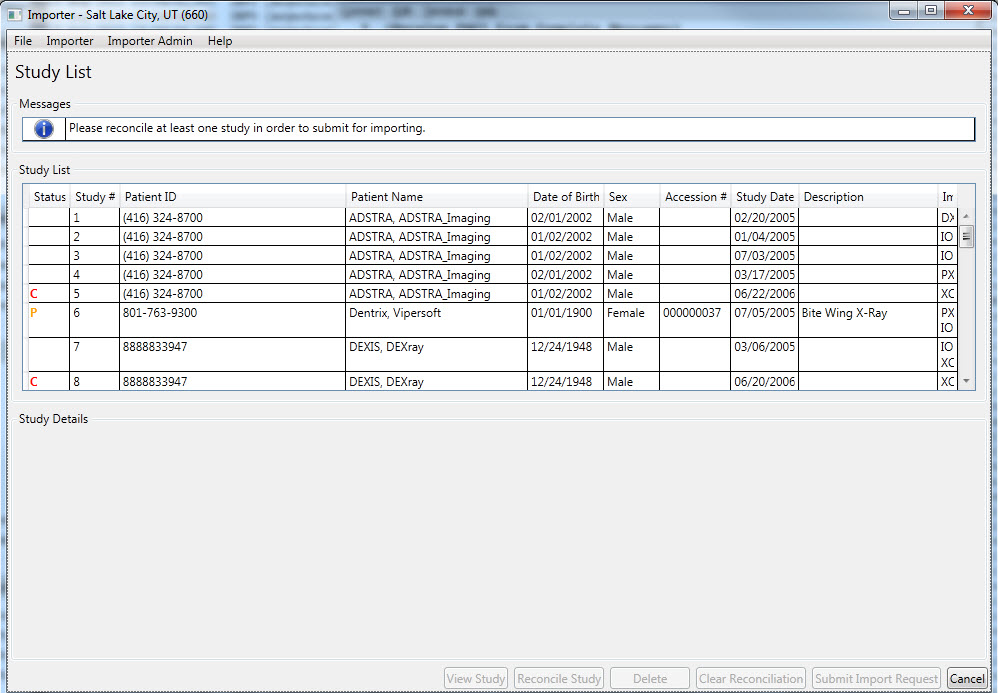 Importer - Salt Lake City, UT (660)
File Importer Importer Admin Help
Study List
Messages
Please reconcile at least one study in order to submit for importing.
Study List
Status Study # Patient ID Patient Name Date of Birth Sex Accession # Study Date Description
1 (416) 324-8700 ADSTRA, ADSTRA_Imaging 02/01/2002 Male 02/20/2005 DX
2 (416) 324-8700 ADSTRA, ADSTRA_Imaging 01/02/2002 Male 01/04/2005 IO
3 (416) 324-8700 ADSTRA, ADSTRA_Imaging 01/02/2002 Male 07/03/2005 IO
4 (416) 324-8700 ADSTRA, ADSTRA_Imaging 02/01/2002 Male 03/17/2005 PX
C 5 (416) 324-8700 ADSTRA, ADSTRA_Imaging 01/02/2002 Male 06/22/2006 XC
P 6 801-763-9300 Dentrix, Vipersoft 01/01/1900 Female 000000037 07/05/2005 Bite Wing X-Ray PX
IO
7 8888833947 DEXIS, DEXray 12/24/1948 Male 03/06/2005 IO
XC
C 8 8888833947 DEXIS, DEXray 12/24/1948 Male 06/20/2006 XC
Study Details
View Study Reconcile Study Delete Clear Reconciliation Submit Import Request Cancel